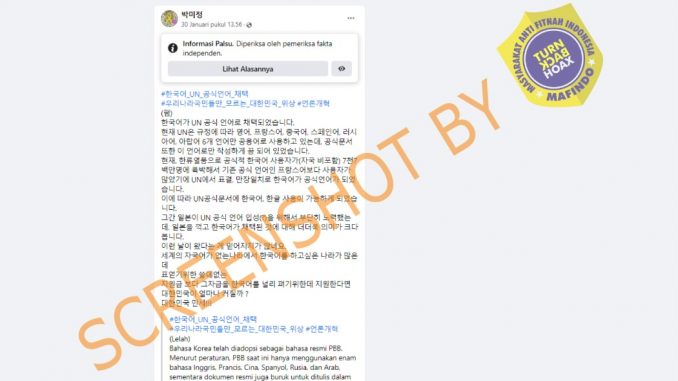 박미정
30 Januari pukul 13.56
Informasi Palsu. Diperiksa oleh pemeriksa fakta
independen.
Lihat Alasannya
#한국어_UN_공식언어_채택
#우리나라국민들만_모르는_대한민국_위상 #언론개혁
(펌)
한국어가 UN 공식 언어로 채택되었습니다.
현재 UN은 규정에 따라 영어, 프랑스어, 중국어, 스페인어, 러시
아어, 아랍어 6개 언어만 공용어로 사용하고 있는데, 공식문서
또한 이 언어로만 작성하게 끔 되어 있었습니다.
현재, 한류열풍으로 공식적 한국어 사용자가(자국 비포함) 7천7
백만명에 육박해서 기존 공식 언어인 프랑스어보다 사용자가
많았기에 UN에서 표결, 만장일치로 한국어가 공식언어가 되었
습니다.
이에 따라 UN공식문서에 한국어, 한글 사용이 가능하게 되었습니
다.
그간 일본이 UN 공식 언어 입성을 위해서 부단히 노력했는
데, 일본을 꺾고 한국어가 채택된 것에 대해 더더욱 의미가 크다
봅니다.
이런 날이 왔다는 게 믿어지지가 않네요.
세계의 자국어가 없는나라에서 한국어를 하고싶은 나라가 많은
데
표얻기위한 쓸데없는
지원금 보다 그자금을 한국어를 널리 펴기위한데 지원한다면
대한민국이 얼마나 커질까 ?
대한민국 만세
#한국어_UN_공식언어_채택
#우리나라국민들만_모르는_대한민국_위상 #언론개혁
(Lelah)
Bahasa Korea telah diadopsi sebagai bahasa resmi PBB.
Menurut peraturan, PBB saat ini hanya menggunakan enam
bahasa Inggris, Prancis, Cina, Spanyol, Rusia, dan Arab,
sementara dokumen resmi juga buruk untuk ditulis dalam
SCREENSHOT BY
MASYARAKAT ANTI FITNAH INDONESIA
TURN
BACK
HOAX
MAFINDO